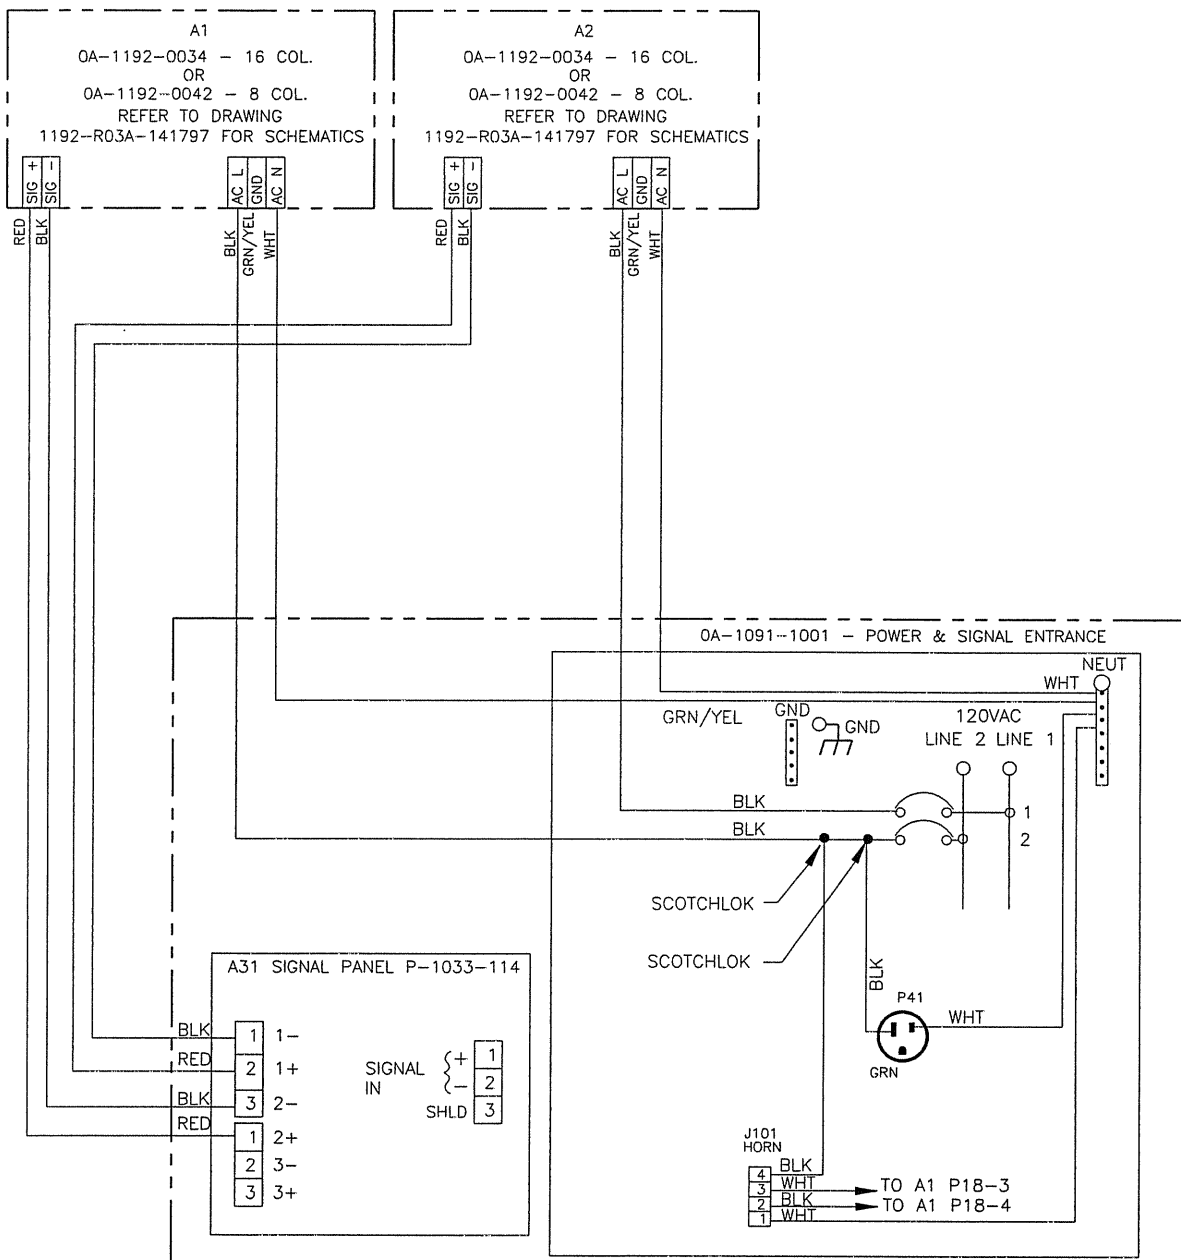 A1
0A-1192-0034 - 16 COL.
OR
0A-1192-0042 - 8 COL.
REFER TO DRAWING
1192-R03A-141797 FOR SCHEMATICS
SIG +
SIG -
AC L
GND
AC N
RED
BLK
BLK
GRN/YEL
WHT
A2
0A-1192-0034 - 16 COL.
OR
0A-1192-0042 - 8 COL.
REFER TO DRAWING
1192-R03A-141797 FOR SCHEMATICS
SIG +
SIG -
AC L
GND
AC N
RED
BLK
BLK
GRN/YEL
WHT
0A-1091-1001 - POWER & SIGNAL ENTRANCE
NEUT
WHT
GRN/YEL
GND
GND
120VAC
LINE 2 LINE 1
BLK
1
BLK
2
SCOTCHLOK
SCOTCHLOK
BLK
P41
WHT
GRN
A31 SIGNAL PANEL P-1033-114
BLK 1 1-
RED 2 1+
BLK 3 2-
RED 1 2+
2 3-
3 3+
SIGNAL
IN
+ 1
- 2
SHLD 3
J101
HORN
4 BLK
3 WHT TO A1 P18-3
2 BLK TO A1 P18-4
1 WHT